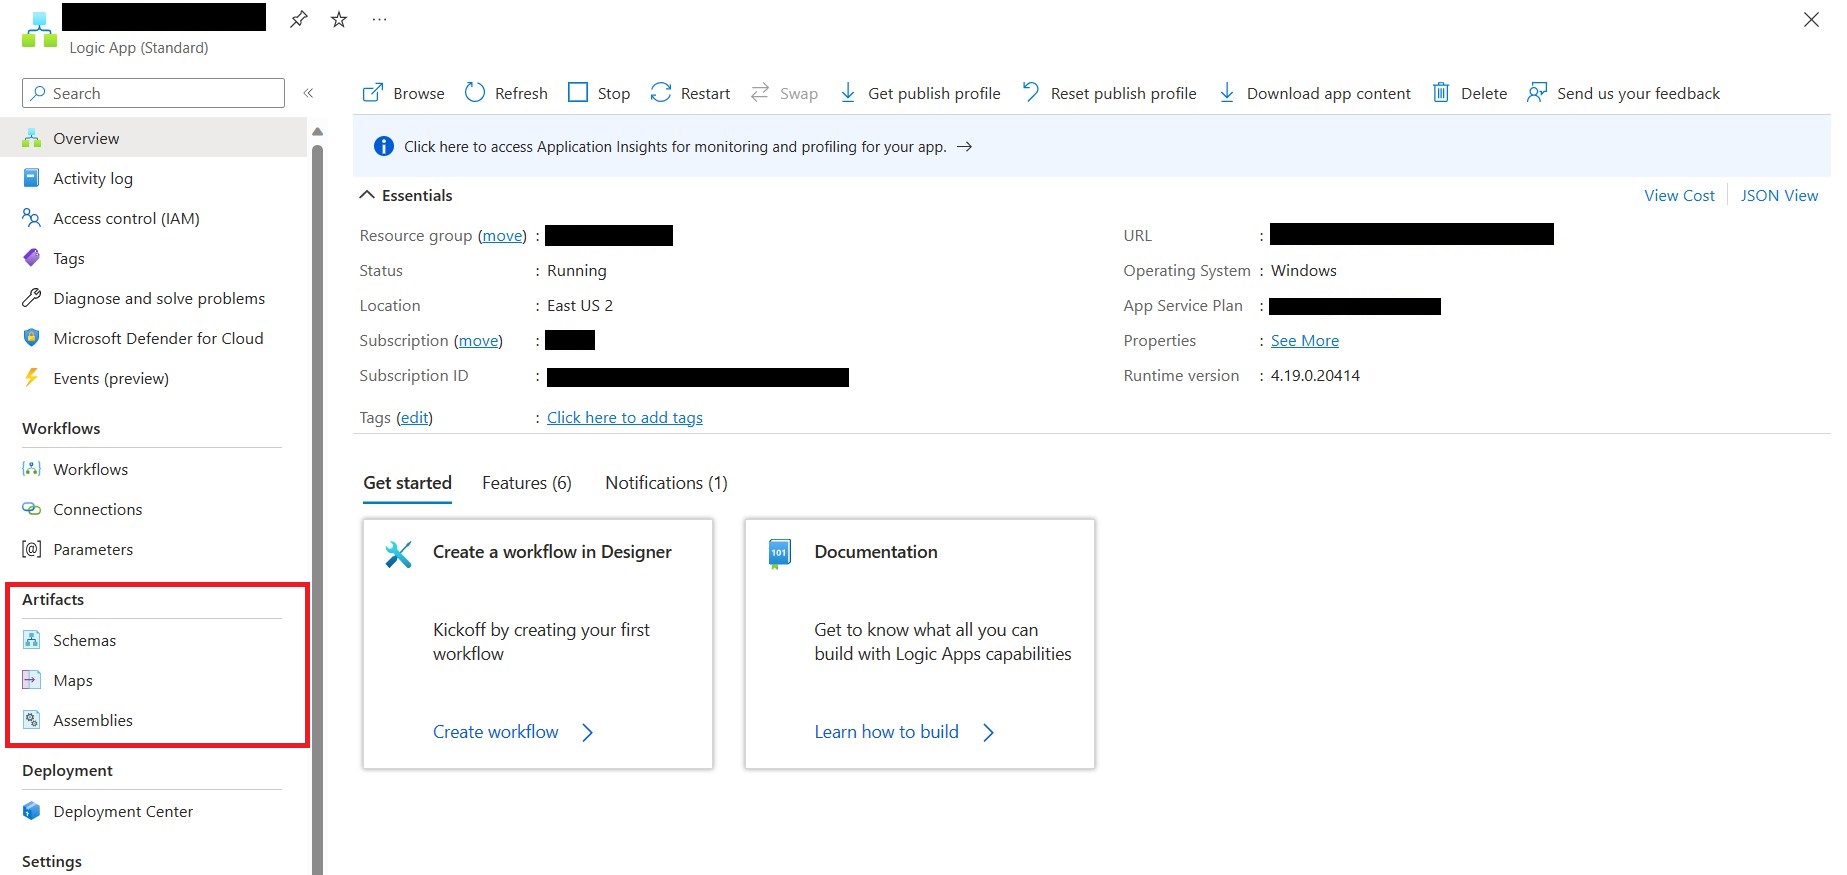 Logic App (Standard)
Search
«
Overview
Activity log
Access control (IAM)
Tags
Diagnose and solve problems
Microsoft Defender for Cloud
Events (preview)
Workflows
Workflows
Connections
Parameters
Artifacts
Schemas
Maps
Assemblies
Deployment
Deployment Center
Settings
Browse Refresh Stop Restart Swap Get publish profile Reset publish profile Download app content Delete Send us your feedback
Click here to access Application Insights for monitoring and profiling for your app. →
Essentials
View Cost JSON View
Resource group (move) :
Status : Running
Location : East US 2
Subscription (move) :
Subscription ID :
Tags (edit) : Click here to add tags
URL :
Operating System : Windows
App Service Plan :
Properties : See More
Runtime version : 4.19.0.20414
Get started Features (6) Notifications (1)
Create a workflow in Designer
Kickoff by creating your first
workflow
Create workflow
101
Documentation
Get to know what all you can
build with Logic Apps capabilities
Learn how to build